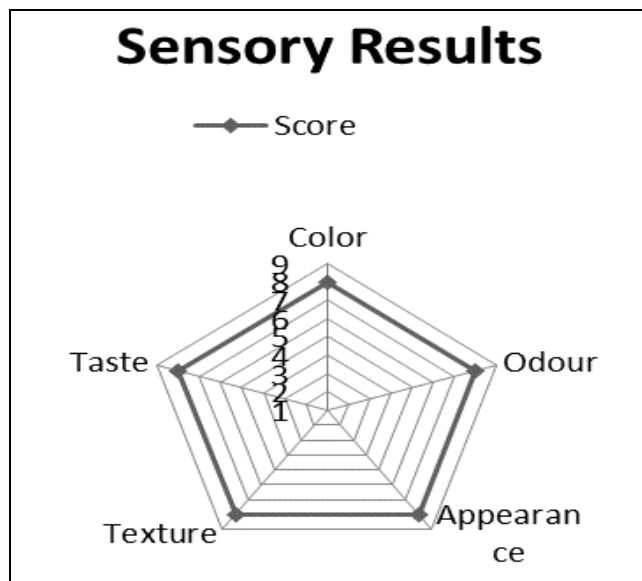 Sensory Results
Score
Color
9
8
7
6
5
4
3
2
1
Taste
Odour
Texture
Appearan
ce